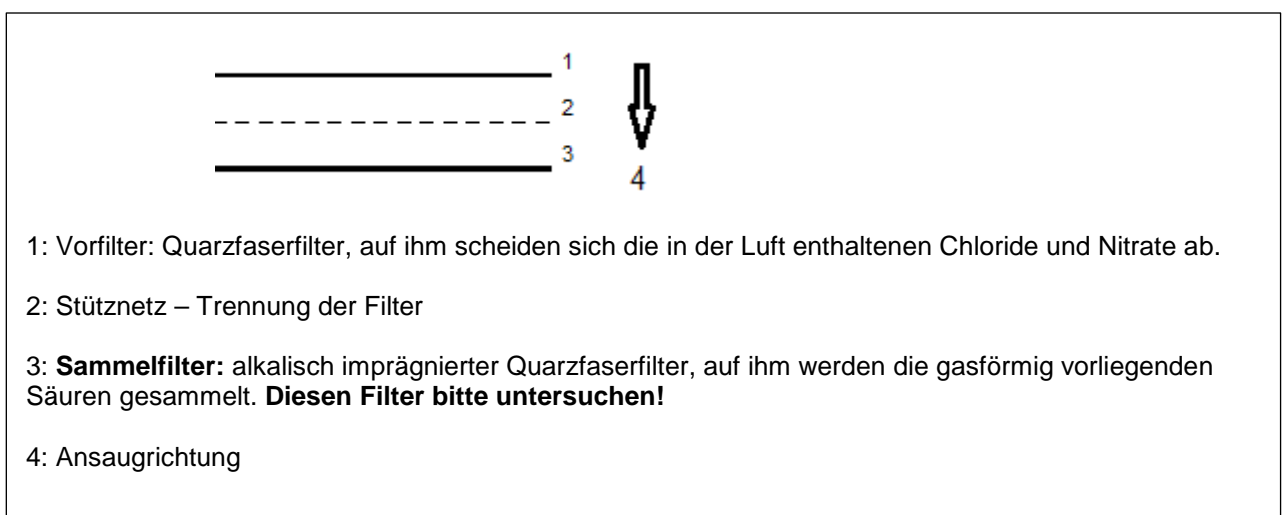 1
2
3
4
1: Vorfilter: Quarzfaserfilter, auf ihm scheiden sich die in der Luft enthaltenen Chloride und Nitrate ab.
2: Stütznetz – Trennung der Filter
3: Sammelfilter: alkalisch imprägnierter Quarzfaserfilter, auf ihm werden die gasförmig vorliegenden
Säuren gesammelt. Diesen Filter bitte untersuchen!
4: Ansaugrichtung